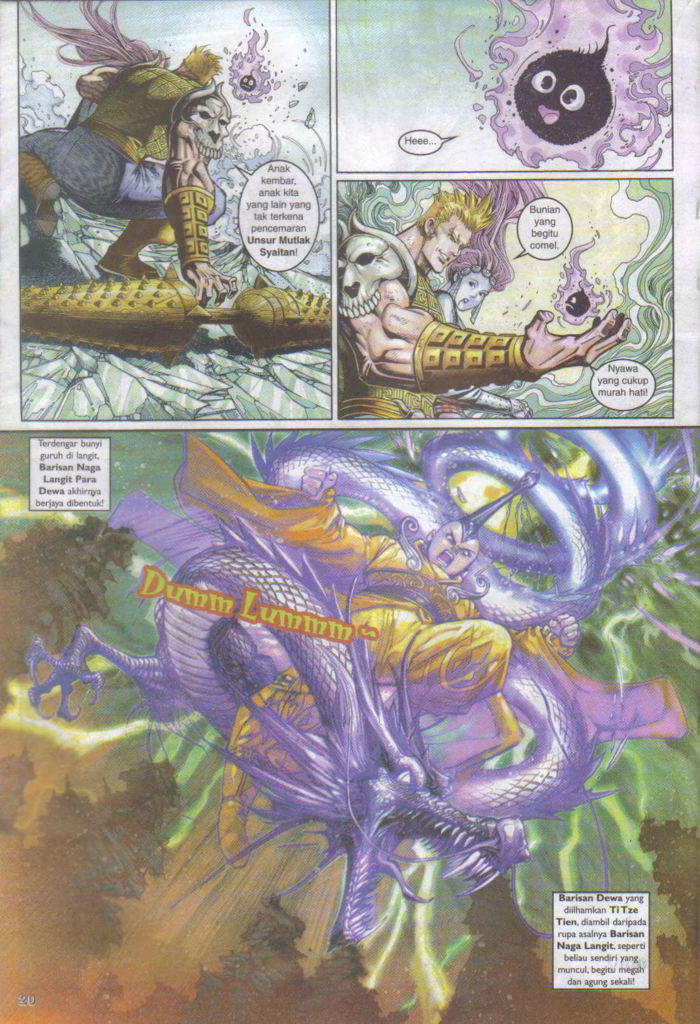 Anak
kembar,
anak kita
yang lain yang
tak terkena
pencemaran
Unsur Mutlak
Syaitan!
Heee...
Bunian
yang
begitu
comel.
Nyawa
yang cukup
murah hati!
Terdengar bunyi
guruh di langit,
Barisan Naga
Langit Para
Dewa akhirnya
berjaya dibentuk!
Dumm Lummm ~
Barisan Dewa yang
diilhamkan Ti Tze
Tien, diambil daripada
rupa asalnya Barisan
Naga Langit, seperti
beliau sendiri yang
muncul, begitu megah
dan agung sekali!
20